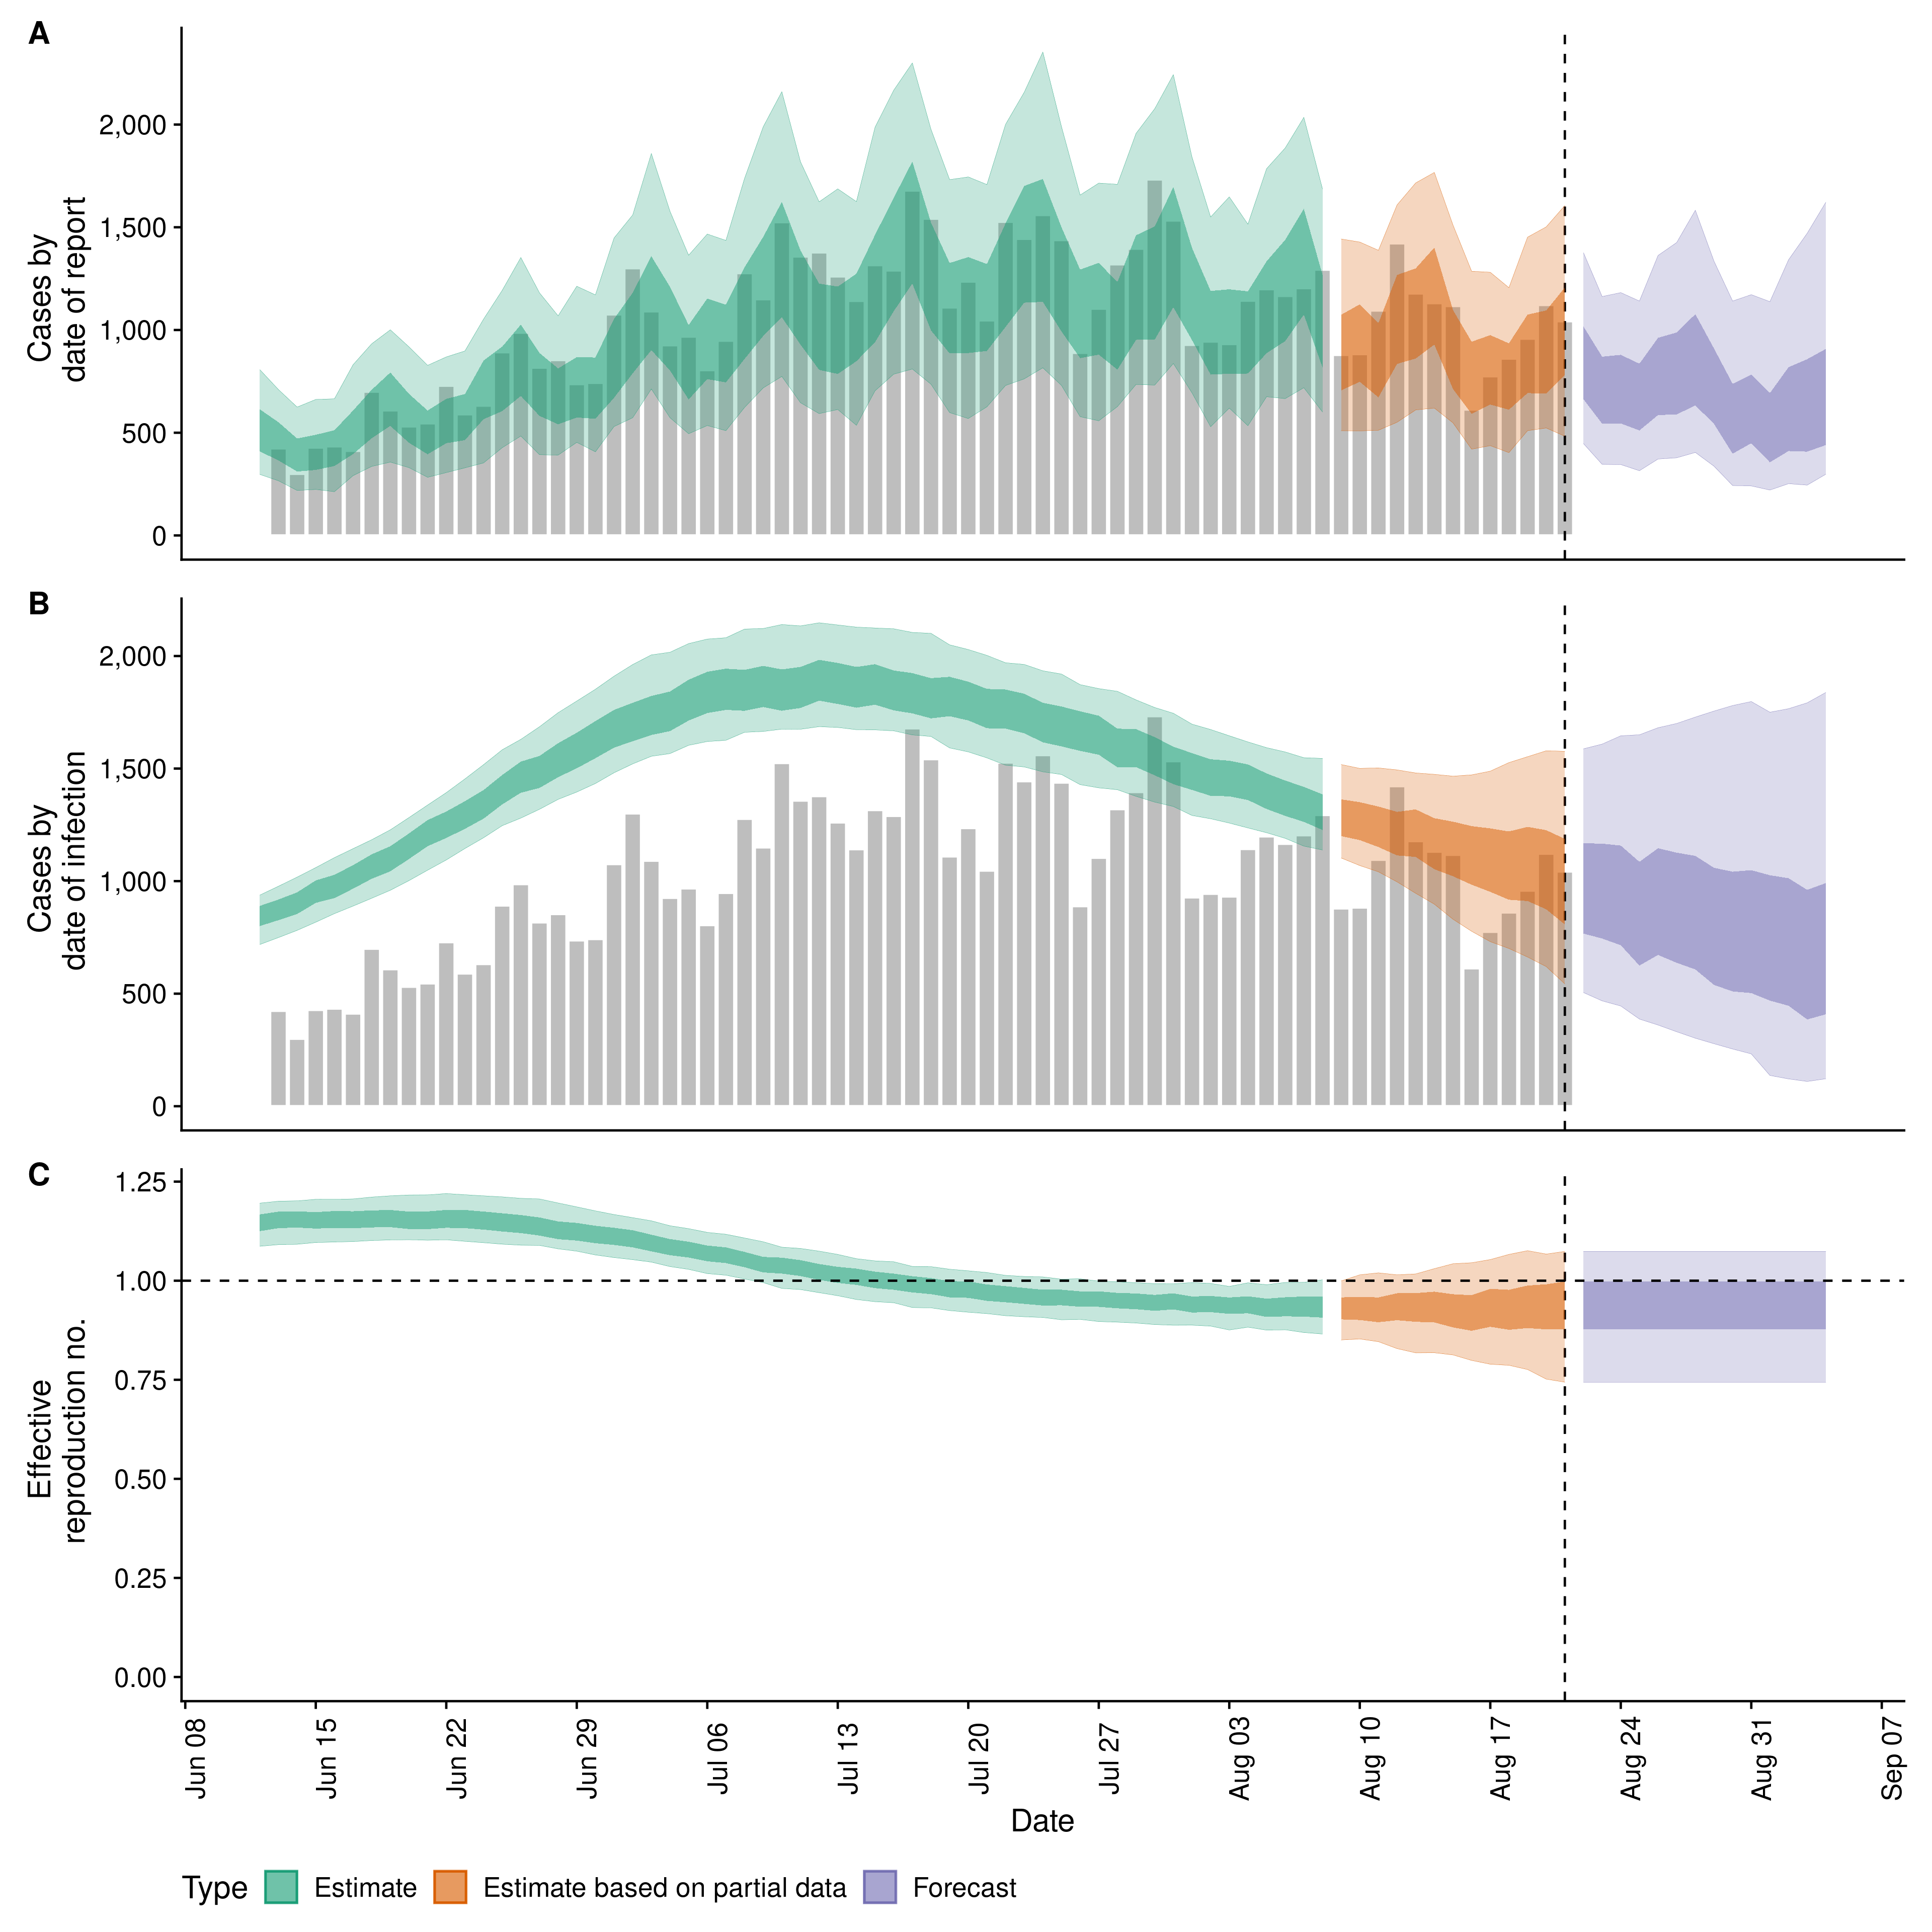 A
Cases by
date of report
2,000
1,500
1,000
500
0
B
Cases by
date of infection
2,000
1,500
1,000
500
0
C
Effective
reproduction no.
1.25
1.00
0.75
0.50
0.25
0.00
Jun 08
Jun 15
Jun 22
Jun 29
Jul 06
Jul 13
Jul 20
Jul 27
Aug 03
Aug 10
Aug 17
Aug 24
Aug 31
Sep 07
Date
Type Estimate Estimate based on partial data Forecast